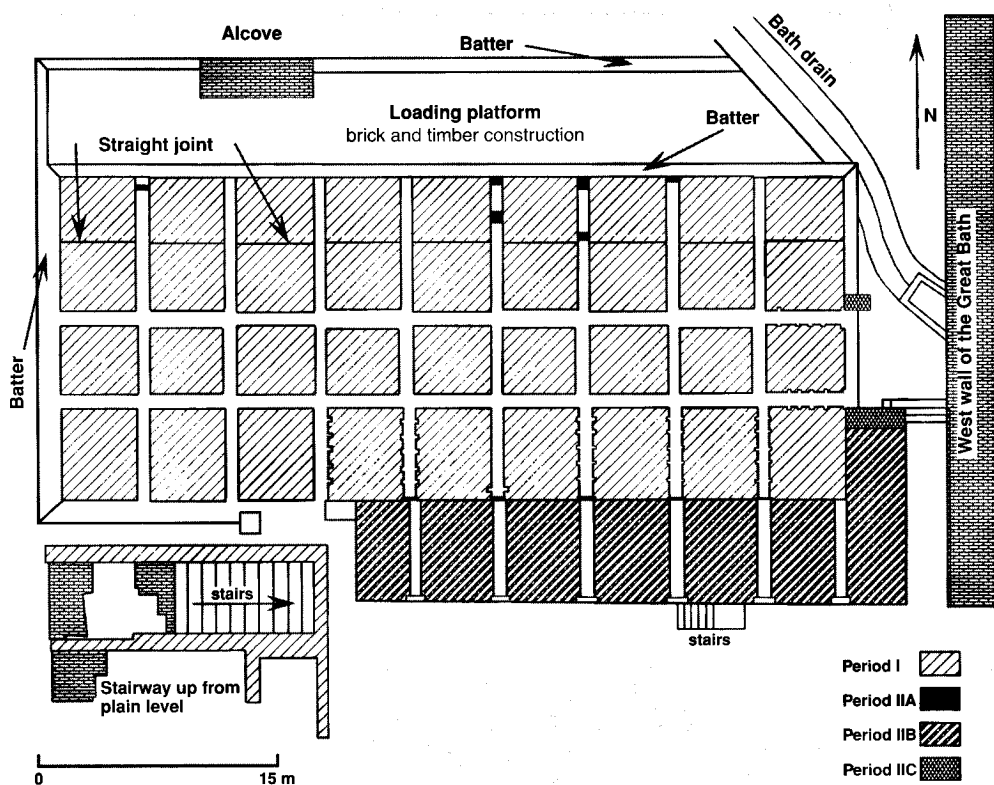 Alcove
Batter
Bath drain
Loading platform
brick and timber construction
Batter
N
Straight joint
West wall of the Great Bath
Batter
stairs
Stairway up from
plain level
stairs
Period I
Period IIA
Period IIB
Period IIC
0 15 m